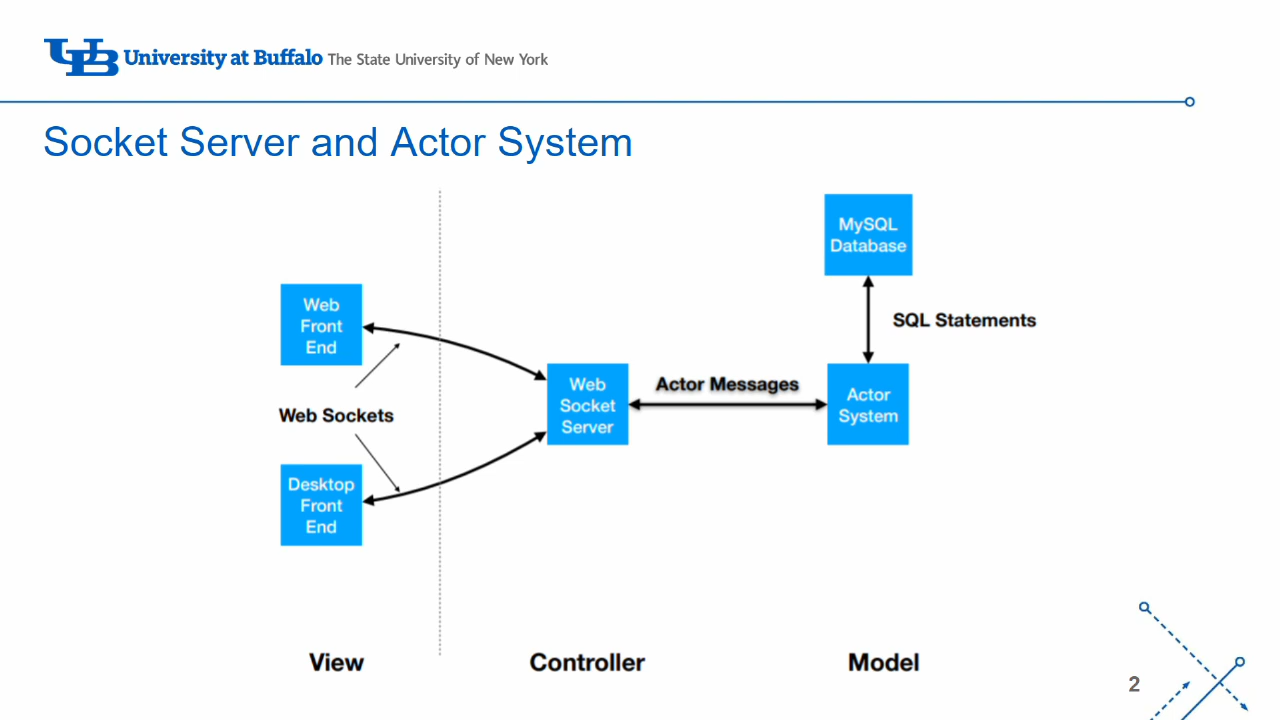 UB University at Buffalo The State University of New York
Socket Server and Actor System
MySQL
Database
Web
Front
End
SQL Statements
Web
Socket
Server
Actor Messages
Actor
System
Web Sockets
Desktop
Front
End
View
Controller
Model
2